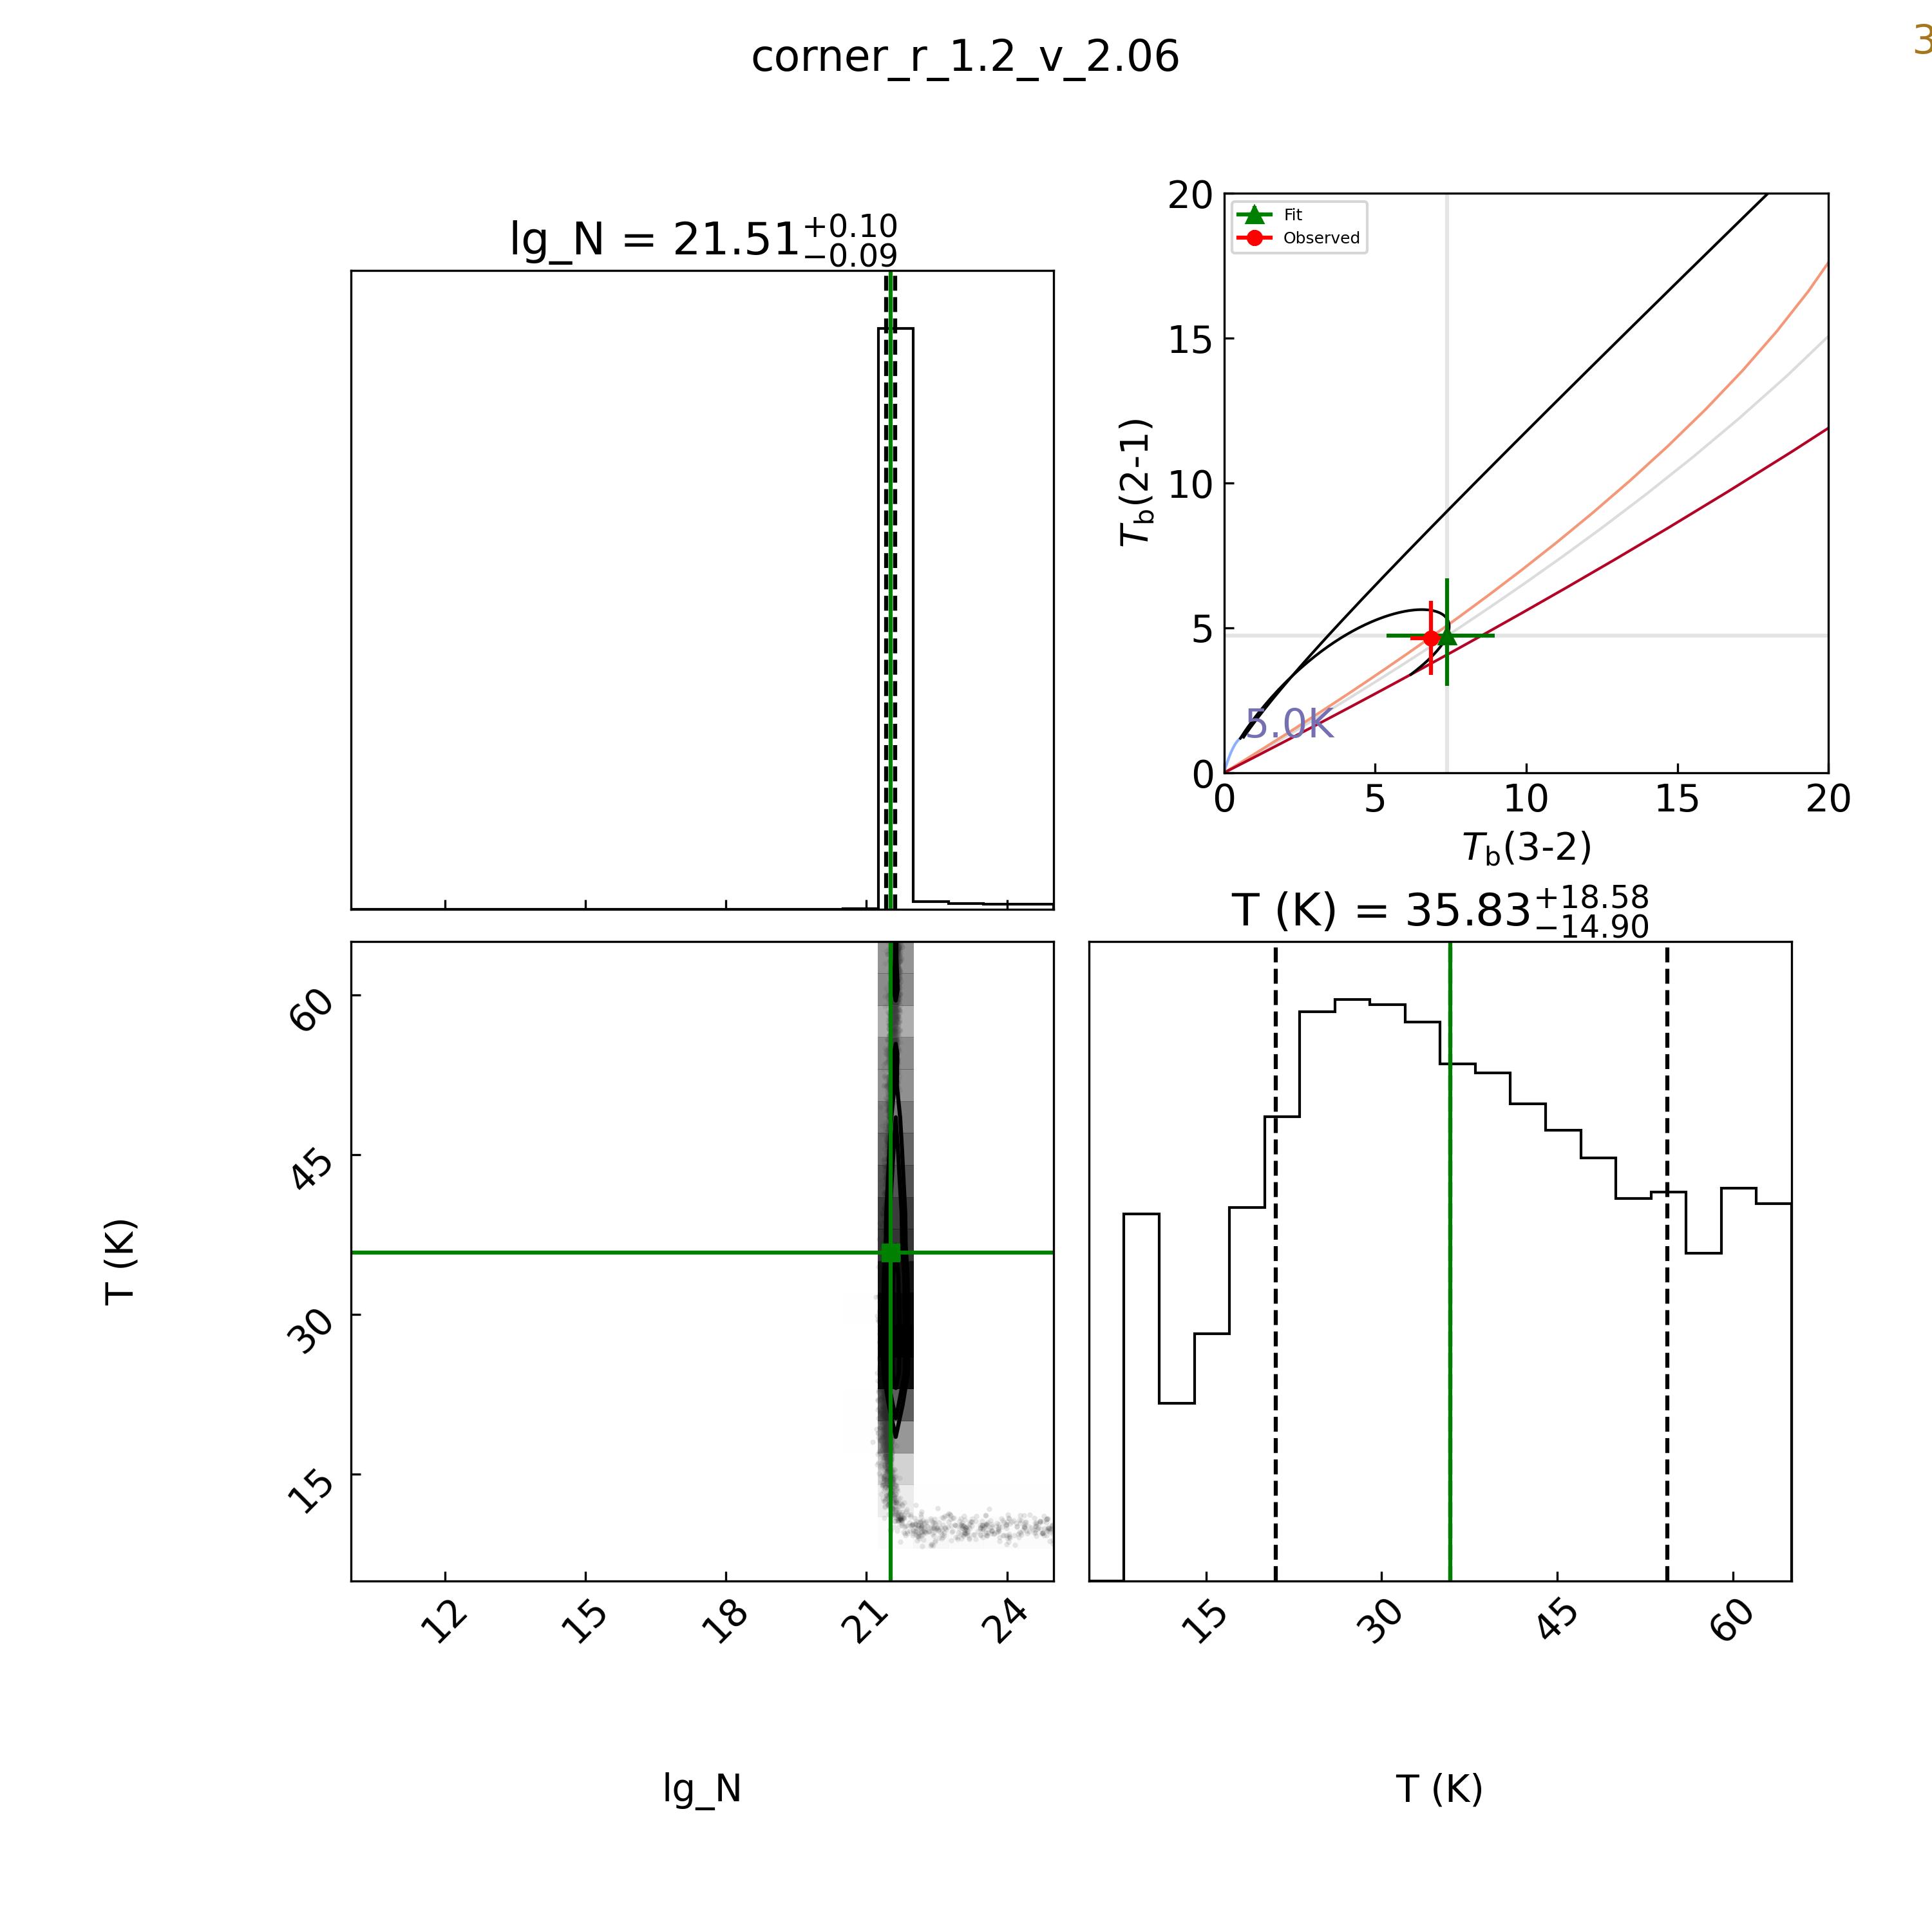 corner_r_1.2_v_2.06
3
lg_N = 21.51+0.10−0.09
20
15
10
5
0
T_b(2-1)
Fit
Observed
5.0K
0 5 10 15 20
T_b(3-2)
T (K) = 35.83+18.58−14.90
60
45
30
15
T (K)
12 15 18 21 24
lg_N
15 30 45 60
T (K)